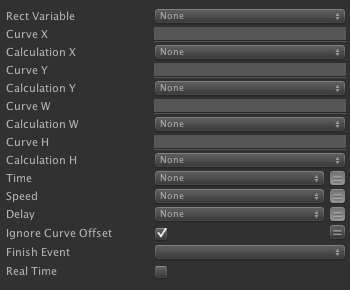 Rect Variable None
Curve X
Calculation X None
Curve Y
Calculation Y None
Curve W
Calculation W None
Curve H
Calculation H None
Time None
Speed None
Delay None
Ignore Curve Offset
Finish Event
Real Time